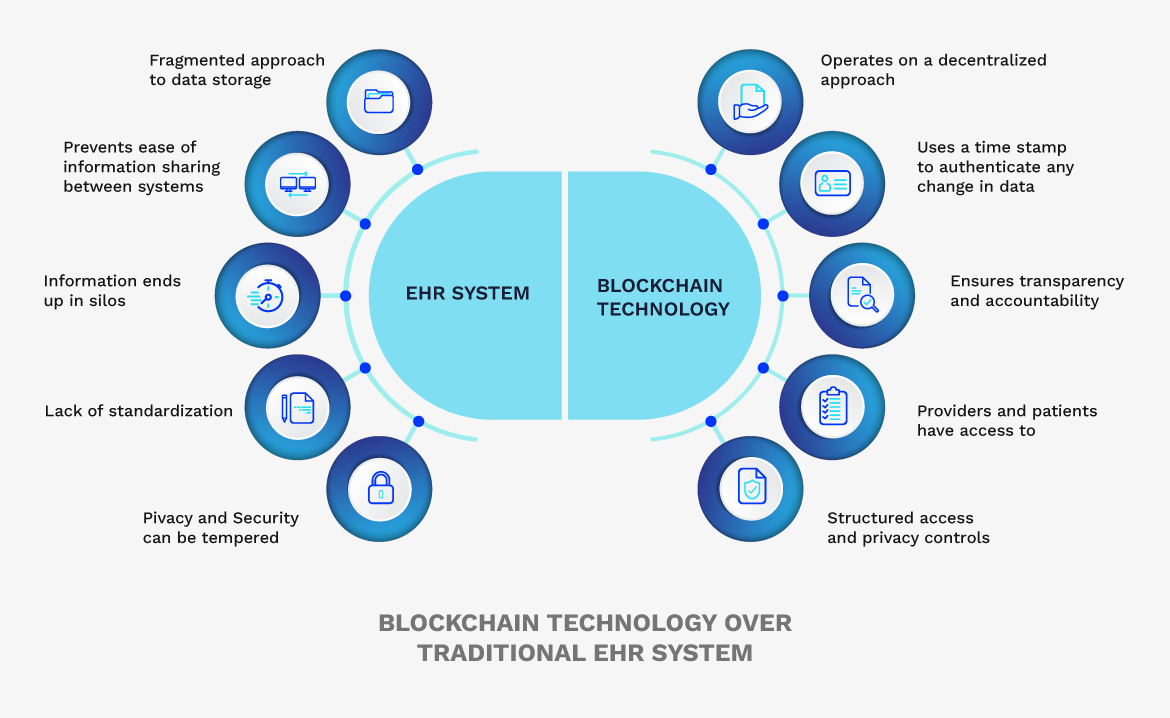 Fragmented approach
to data storage
Prevents ease of
information sharing
between systems
Information ends
up in silos
Lack of standardization
Pivacy and Security
can be tempered
EHR SYSTEM
BLOCKCHAIN
TECHNOLOGY
Operates on a decentralized
approach
Uses a time stamp
to authenticate any
change in data
Ensures transparency
and accountability
Providers and patients
have access to
Structured access
and privacy controls
BLOCKCHAIN TECHNOLOGY OVER
TRADITIONAL EHR SYSTEM